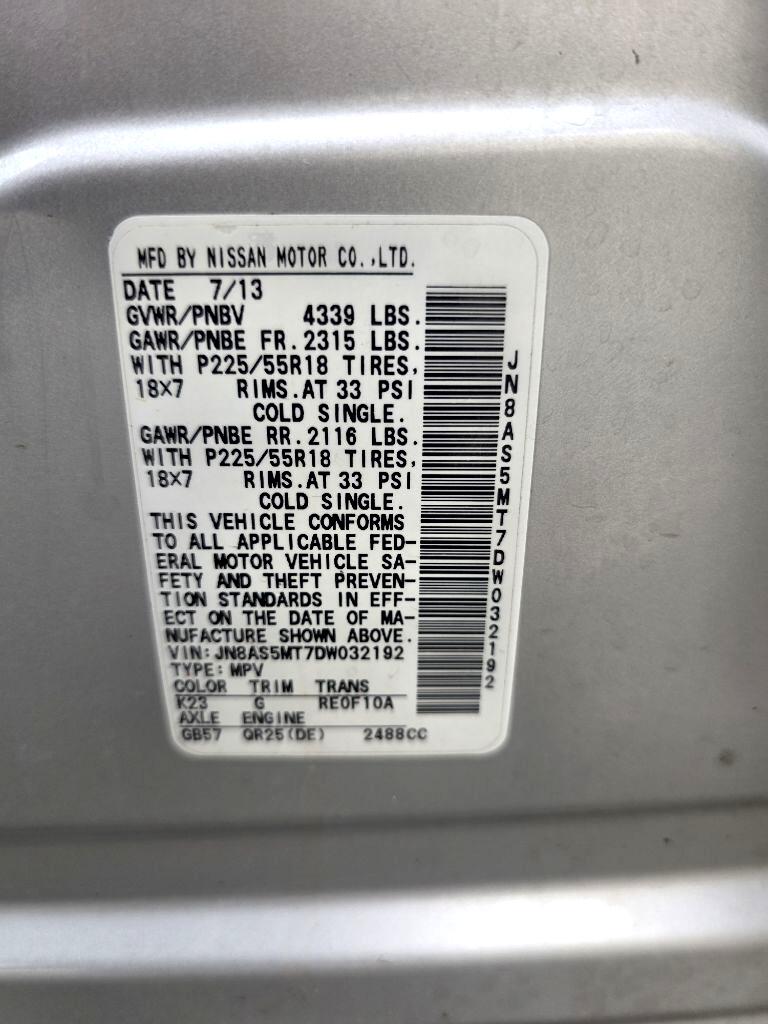 MFD BY NISSAN MOTOR CO.,LTD.
DATE 7/13
GVWR/PNBV 4339 LBS.
GAWR/PNBE FR.2315 LBS.
WITH P225/55R18 TIRES,
18×7 RIMS.AT 33 PSI
COLD SINGLE.
GAWR/PNBE RR.2116 LBS.
WITH P225/55R18 TIRES,
18×7 RIMS.AT 33 PSI
COLD SINGLE.
THIS VEHICLE CONFORMS
TO ALL APPLICABLE FED-
ERAL MOTOR VEHICLE SA-
FETY AND THEFT PREVEN-
TION STANDARDS IN EFF-
ECT ON THE DATE OF MA-
NUFACTURE SHOWN ABOVE.
VIN:JN8AS5MT7DW032192
TYPE:MPV
COLOR TRIM TRANS
K23 G RE0F10A
AXLE ENGINE
GB57 QR25(DE) 2488CC
JN8AS5MT7DW032192